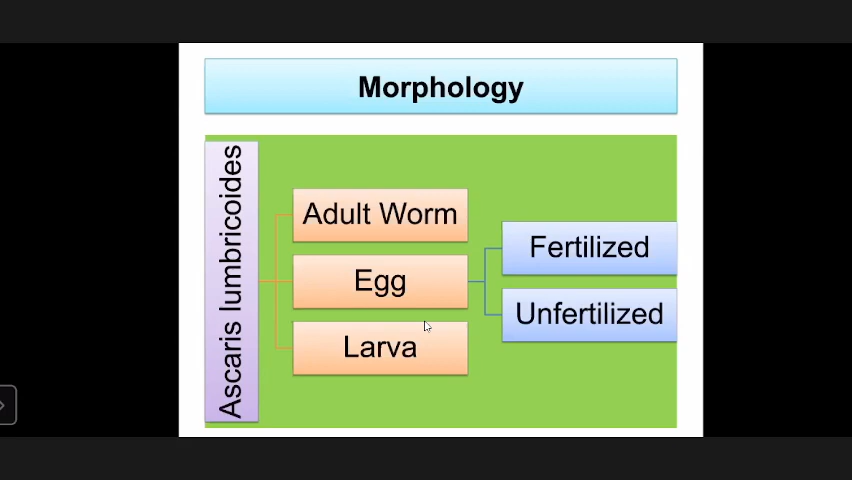 Morphology
Ascaris lumbricoides
Adult Worm
Egg
Larva
Fertilized
Unfertilized